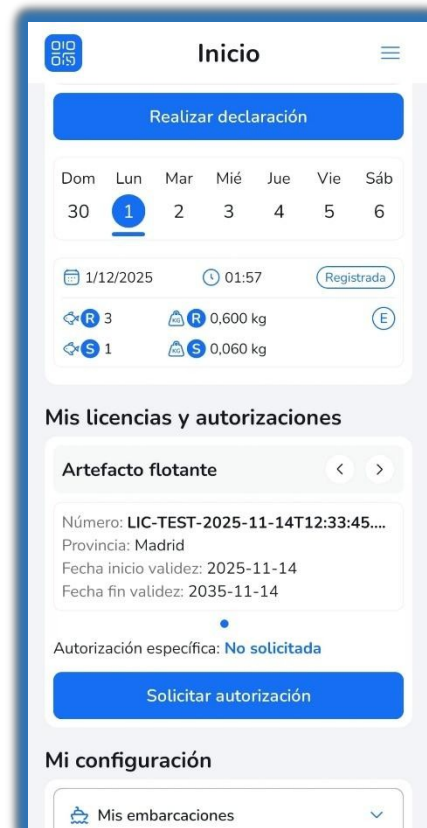 Inicio
Realizar declaración
Dom Lun Mar Mié Jue Vie Sáb
30 1 2 3 4 5 6
1/12/2025 01:57 Registrada
R 3 KG R 0,600 kg E
S 1 KG S 0,060 kg
Mis licencias y autorizaciones
Artefacto flotante
Número: LIC-TEST-2025-11-14T12:33:45....
Provincia: Madrid
Fecha inicio validez: 2025-11-14
Fecha fin validez: 2035-11-14
Autorización específica: No solicitada
Solicitar autorización
Mi configuración
Mis embarcaciones